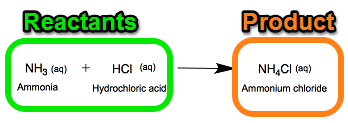 Reactants Product
NH3 (aq) + HCl (aq) NH4Cl (aq)
Ammonia Hydrochloric acid Ammonium chloride